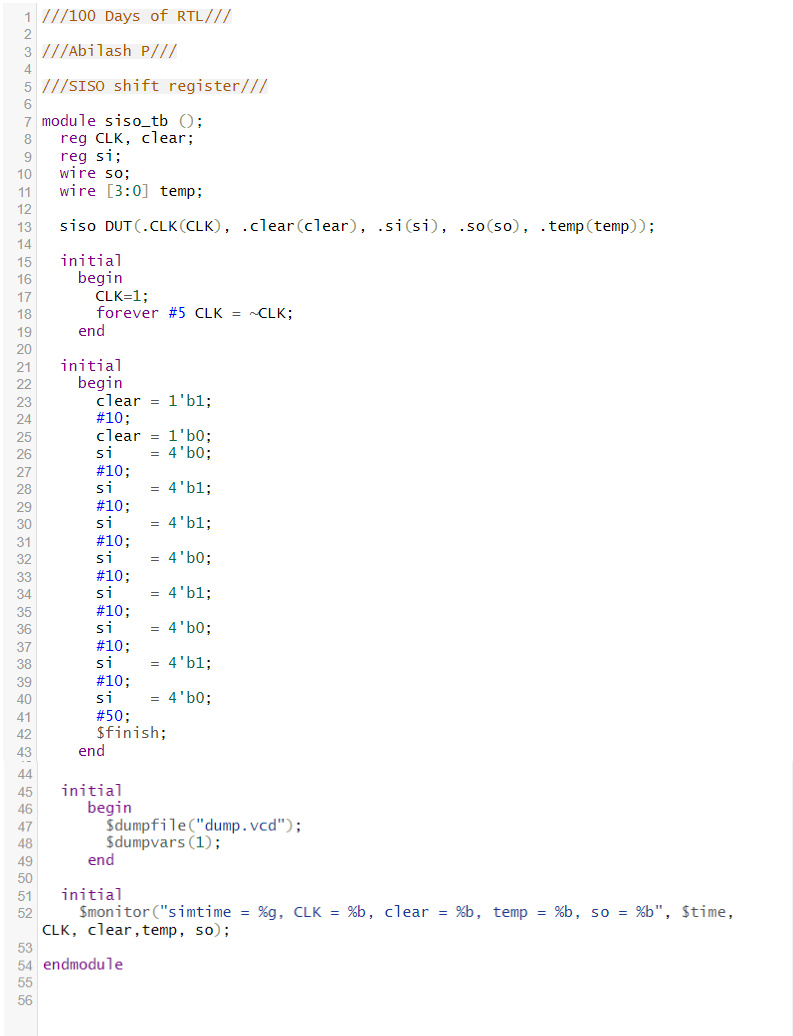 1 ///100 Days of RTL///
2
3 ///Abilash P///
4
5 ///SISO shift register///
6
7 module siso_tb ();
8   reg CLK, clear;
9   reg si;
10   wire so;
11   wire [3:0] temp;
12
13   siso DUT(.CLK(CLK), .clear(clear), .si(si), .so(so), .temp(temp));
14
15   initial
16     begin
17       CLK=1;
18       forever #5 CLK = ~CLK;
19     end
20
21   initial
22     begin
23       clear = 1'b1;
24       #10;
25       clear = 1'b0;
26       si    = 4'b0;
27       #10;
28       si    = 4'b1;
29       #10;
30       si    = 4'b1;
31       #10;
32       si    = 4'b0;
33       #10;
34       si    = 4'b1;
35       #10;
36       si    = 4'b0;
37       #10;
38       si    = 4'b1;
39       #10;
40       si    = 4'b0;
41       #50;
42       $finish;
43     end
44
45   initial
46      begin
47        $dumpfile("dump.vcd");
48        $dumpvars(1);
49      end
50
51   initial
52     $monitor("simtime = %g, CLK = %b, clear = %b, temp = %b, so = %b", $time,
CLK, clear,temp, so);
53
54 endmodule
55
56